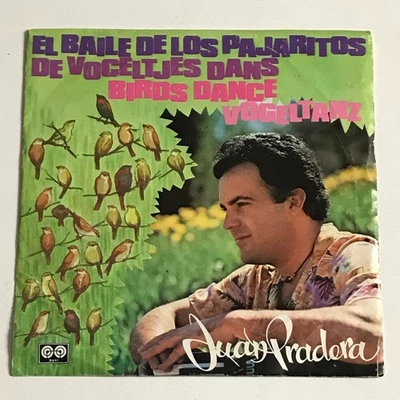 EL BAILE DE LOS PAJARITOS
DE VOGELTJES DANS
BIRDS DANCE
VOGELTANZ
Juan Pradera